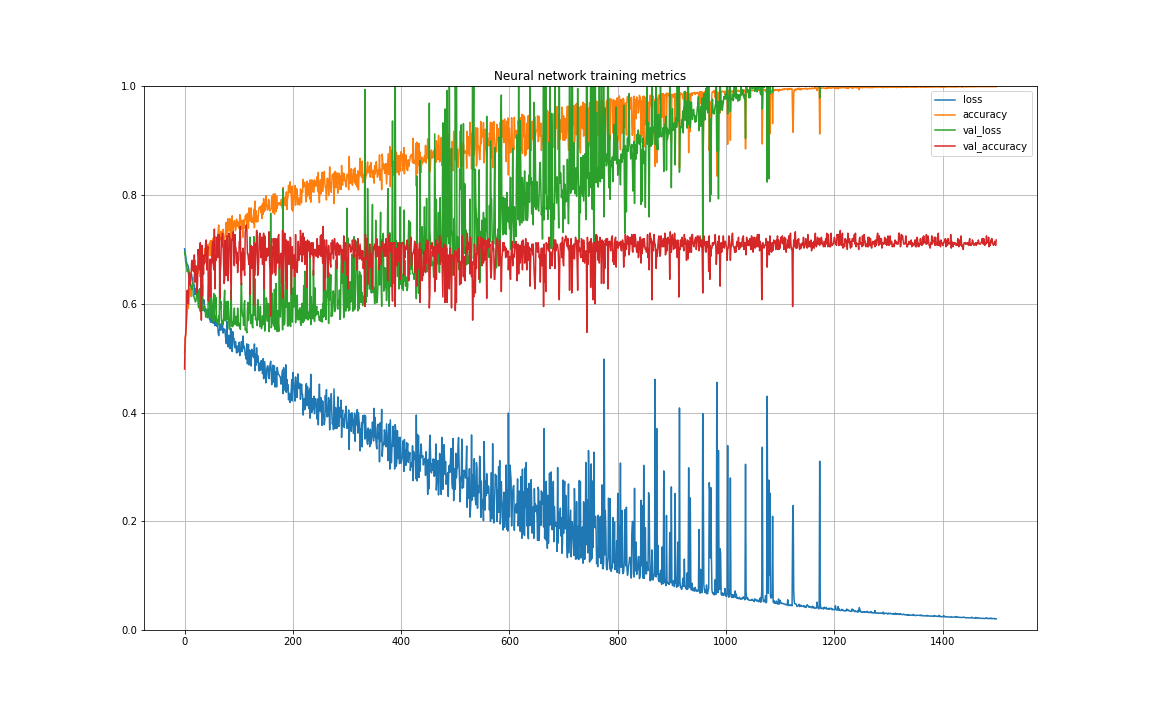 Neural network training metrics
1.0
0.8
0.6
0.4
0.2
0.0
0 200 400 600 800 1000 1200 1400
loss
accuracy
val_loss
val_accuracy